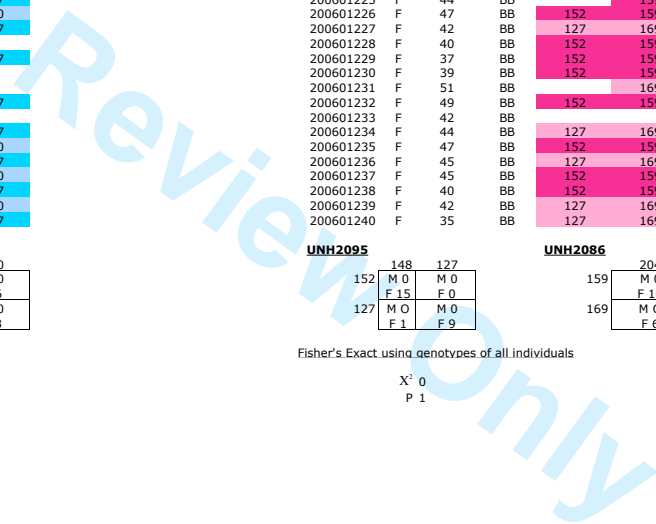 200601226 F 47 BB 152
200601227 F 42 BB 127
200601228 F 40 BB 152
200601229 F 37 BB 152
200601230 F 39 BB 152
200601231 F 51 BB
200601232 F 49 BB 152
200601233 F 42 BB
200601234 F 44 BB 127
200601235 F 47 BB 152
200601236 F 45 BB 127
200601237 F 45 BB 152
200601238 F 40 BB 152
200601239 F 42 BB 127
200601240 F 35 BB 127
UNH2095 UNH2086
148 127
152 M 0 M 0 159
F 15 F 0
127 M O M 0 169
F 1 F 9
Fisher's Exact using genotypes of all individuals
X² 0
P 1
Review Only